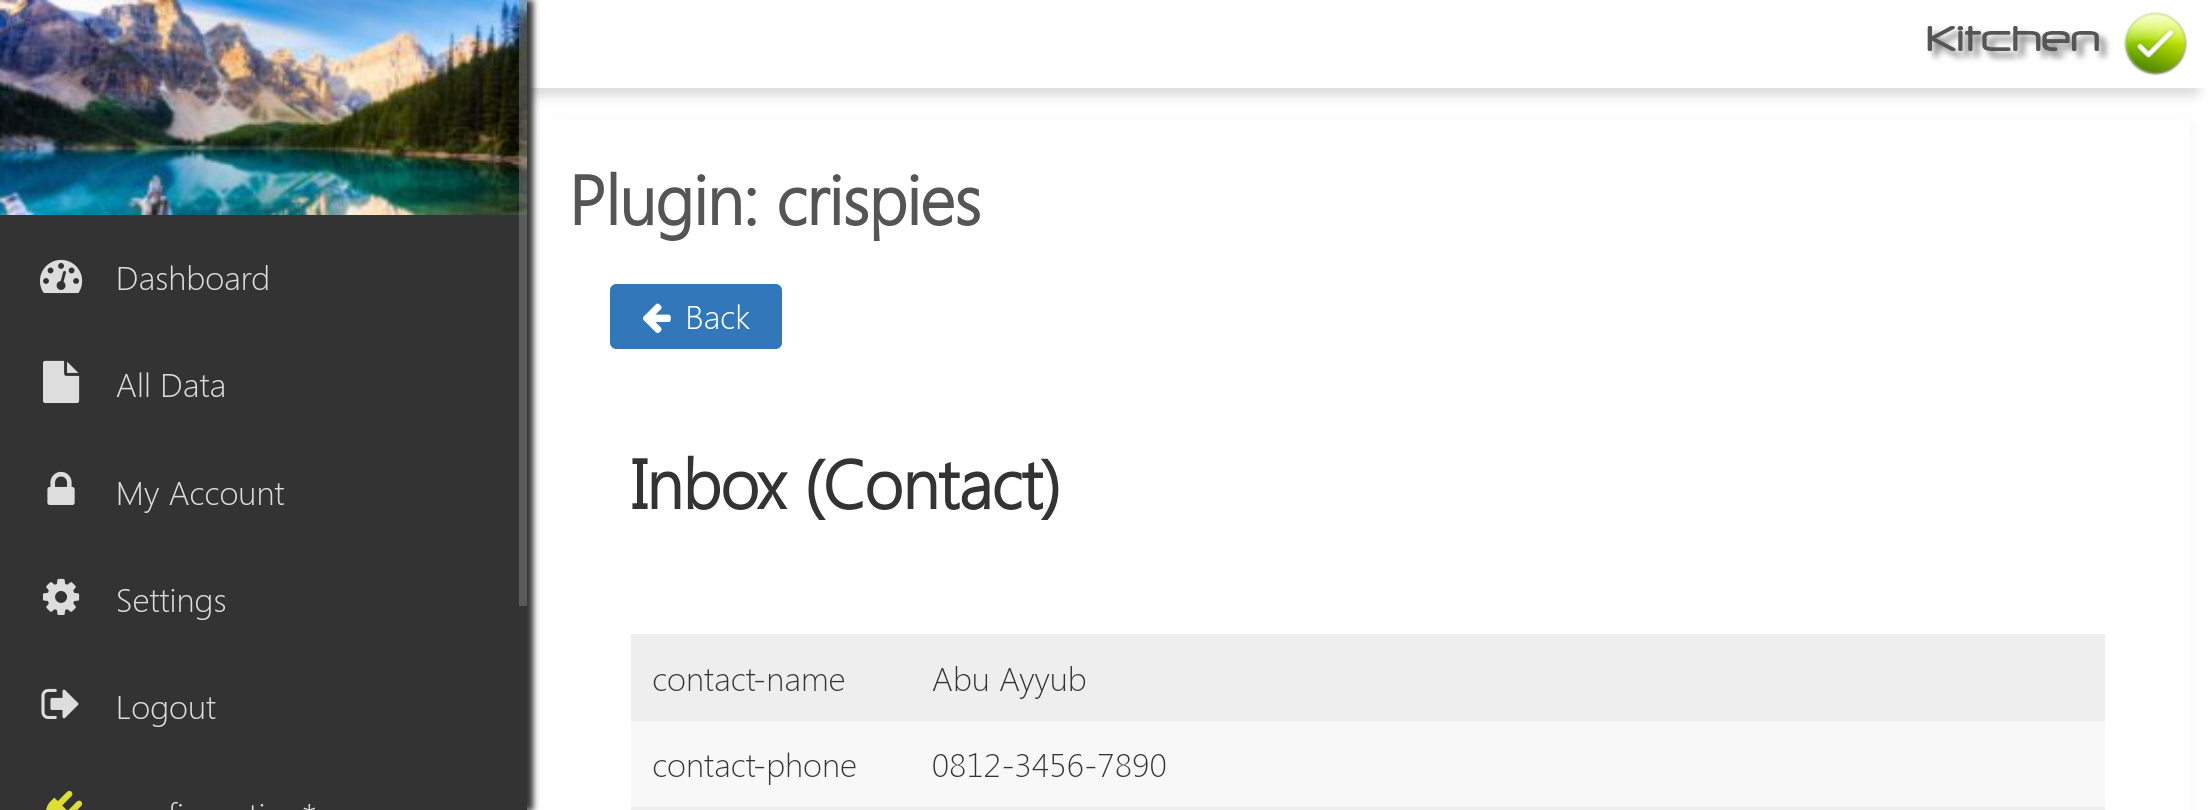 Kitchen
Dashboard
All Data
My Account
Settings
Logout
Plugin: crispies
Back
Inbox (Contact)
contact-name Abu Ayyub
contact-phone 0812-3456-7890